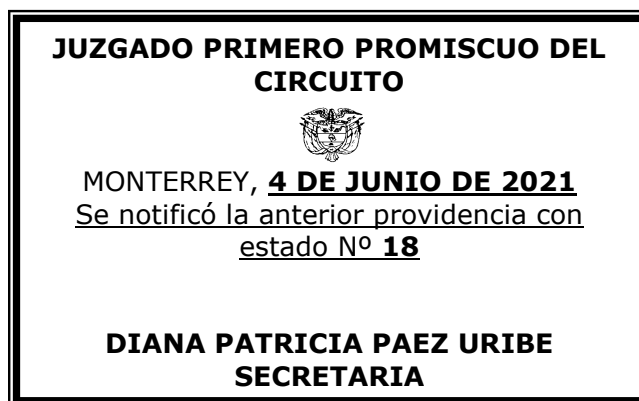 JUZGADO PRIMERO PROMISCUO DEL
CIRCUITO
MONTERREY, 4 DE JUNIO DE 2021
Se notificó la anterior providencia con
estado Nº 18
DIANA PATRICIA PAEZ URIBE
SECRETARIA